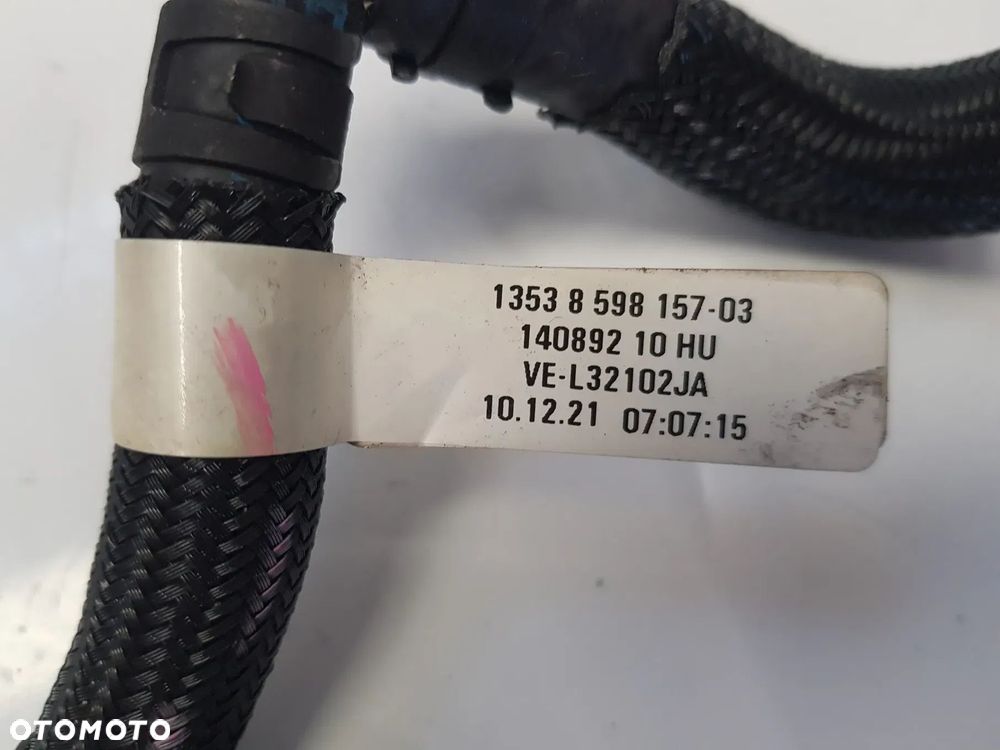 1353 8 598 157-03
140892 10 HU
VE-L32102JA
10.12.21 07:07:15
OTOMOTO